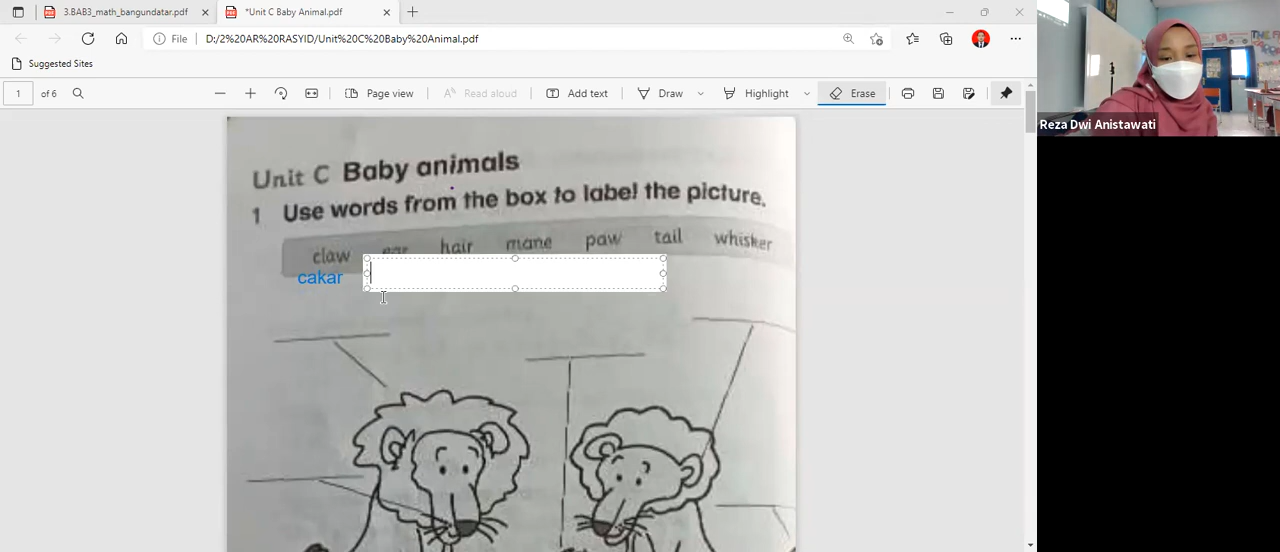 3.BAB3_math_bangundatar.pdf
*Unit C Baby Animal.pdf
File D:/2%20AR%20RASYID/Unit%20C%20Baby%20Animal.pdf
Suggested Sites
1 of 6 Page view Read aloud Add text Draw Highlight Erase
Reza Dwi Anistawati
Unit C Baby animals
1 Use words from the box to label the picture.
claw ear hair mane paw tail whisker
cakar